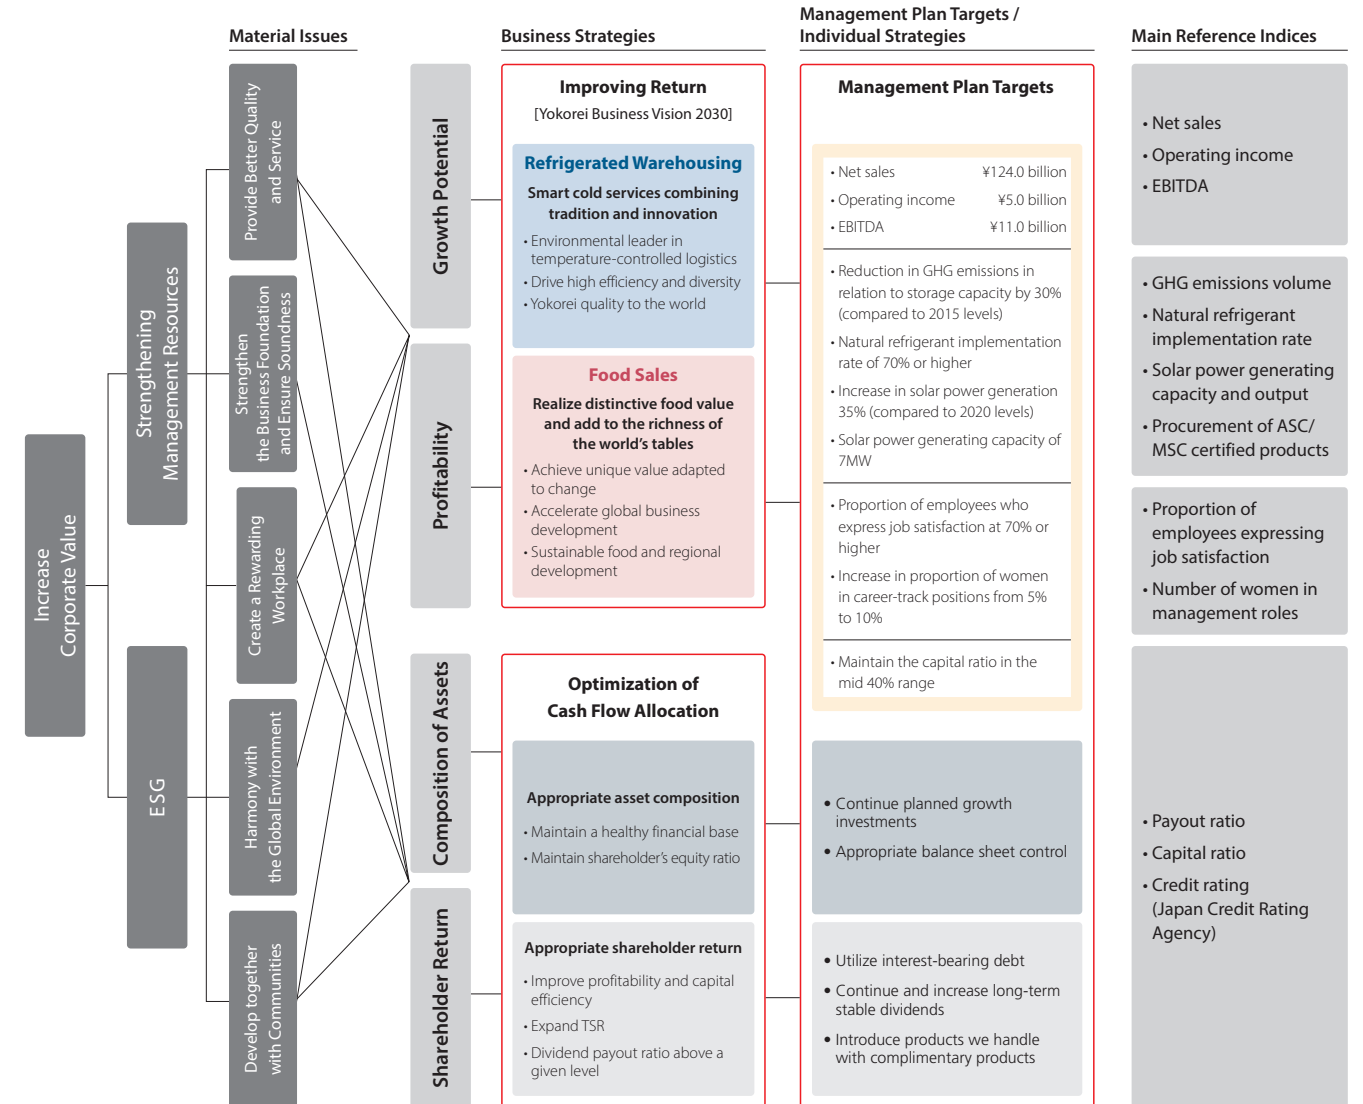 Material Issues
Business Strategies
Management Plan Targets /
Individual Strategies
Main Reference Indices
Increase
Corporate Value
Strengthening
Management Resources
ESG
Provide Better Quality
and Service
Strengthen
the Business Foundation
and Ensure Soundness
Create a Rewarding
Workplace
Harmony with
the Global Environment
Develop together
with Communities
Growth Potential
Profitability
Composition of Assets
Shareholder Return
Improving Return
[Yokorei Business Vision 2030]
Refrigerated Warehousing
Smart cold services combining
tradition and innovation
• Environmental leader in
temperature-controlled logistics
• Drive high efficiency and diversity
• Yokorei quality to the world
Food Sales
Realize distinctive food value
and add to the richness of
the world's tables
• Achieve unique value adapted
to change
• Accelerate global business
development
• Sustainable food and regional
development
Optimization of
Cash Flow Allocation
Appropriate asset composition
• Maintain a healthy financial base
• Maintain shareholder's equity ratio
Appropriate shareholder return
• Improve profitability and capital
efficiency
• Expand TSR
• Dividend payout ratio above a
given level
Management Plan Targets
• Net sales ¥124.0 billion
• Operating income ¥5.0 billion
• EBITDA ¥11.0 billion
• Reduction in GHG emissions in
relation to storage capacity by 30%
(compared to 2015 levels)
• Natural refrigerant implementation
rate of 70% or higher
• Increase in solar power generation
35% (compared to 2020 levels)
• Solar power generating capacity of
7MW
• Proportion of employees who
express job satisfaction at 70% or
higher
• Increase in proportion of women
in career-track positions from 5%
to 10%
• Maintain the capital ratio in the
mid 40% range
• Continue planned growth
investments
• Appropriate balance sheet control
• Utilize interest-bearing debt
• Continue and increase long-term
stable dividends
• Introduce products we handle
with complimentary products
• Net sales
• Operating income
• EBITDA
• GHG emissions volume
• Natural refrigerant
implementation rate
• Solar power generating
capacity and output
• Procurement of ASC/
MSC certified products
• Proportion of
employees expressing
job satisfaction
• Number of women in
management roles
• Payout ratio
• Capital ratio
• Credit rating
(Japan Credit Rating
Agency)